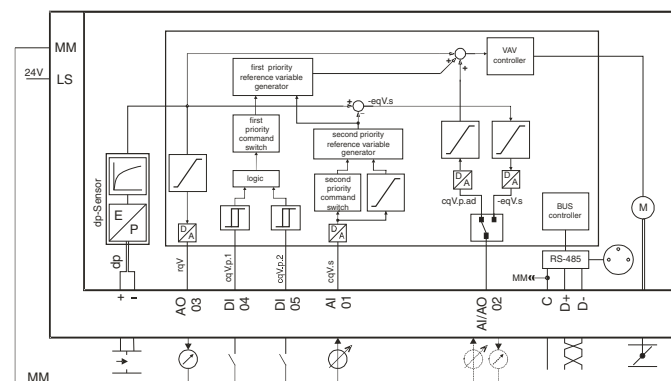 MM
24V
LS
first priority
reference variable
generator
VAV
controller
-eqV.s
+
+
+
+
-
first
priority
command
switch
second priority
reference variable
generator
logic
second
priority
command
switch
dp-Sensor
E
P
dp
D
A
D
A
D
A
D
A
cqV.p.ad
-eqV.s
BUS
controller
M
RS-485
MM
rqV
cqV.p.1
cqV.p.2
cqV.s
+
-
AO
03
DI
04
DI
05
AI
01
AI/AO
02
C
D+
D-
MM